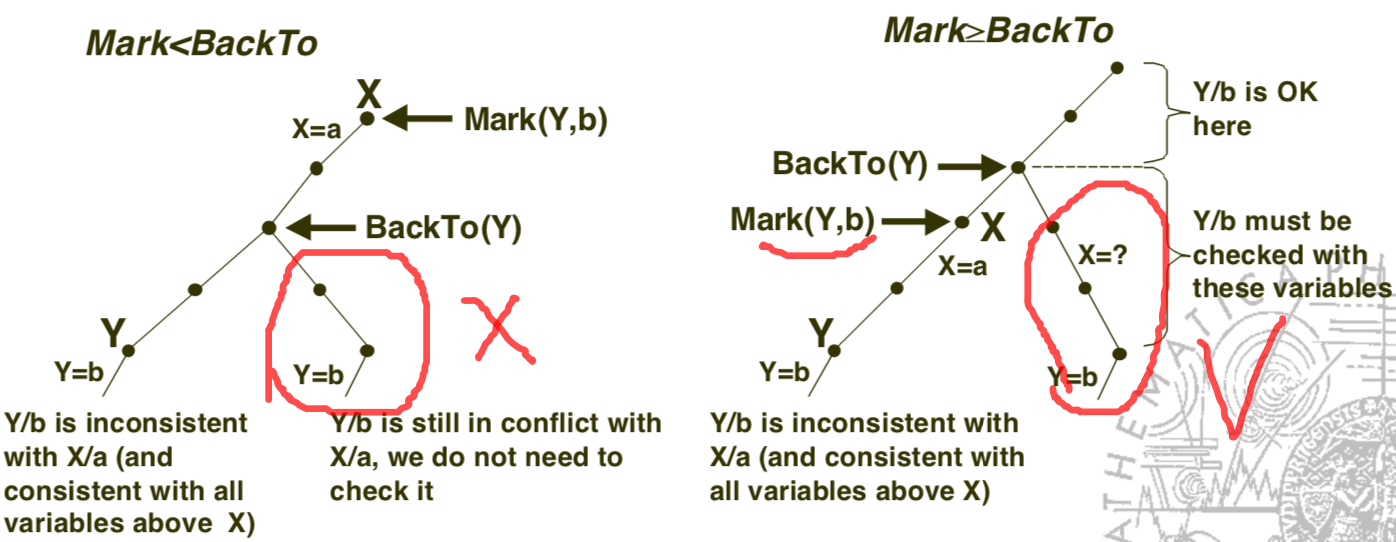 Mark<BackTo
X
X=a
Mark(Y,b)
BackTo(Y)
Y
Y=b
Y=b
Y/b is inconsistent
with X/a (and
consistent with all
variables above X)
Y/b is still in conflict with
X/a, we do not need to
check it
Mark≥BackTo
Y/b is OK
here
BackTo(Y)
Mark(Y,b)
X
X=a
X=?
Y/b must be
checked with
these variables
Y
Y=b
Y=b
Y/b is inconsistent with
X/a (and consistent with
all variables above X)